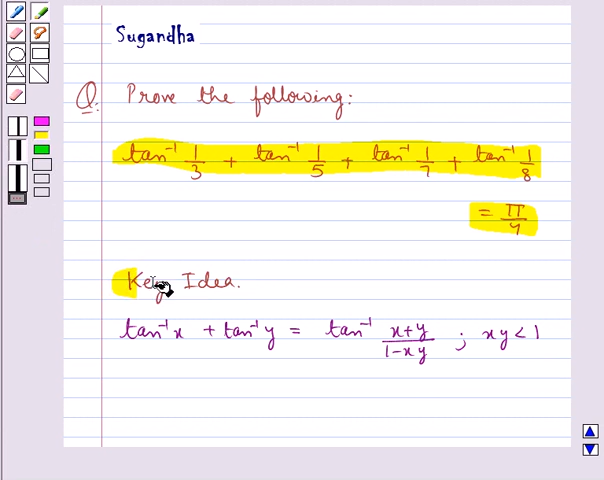 Sugandha
Q. Prove the following:
tan⁻¹ 1/3 + tan⁻¹ 1/5 + tan⁻¹ 1/7 + tan⁻¹ 1/8
= π/4
Key Idea.
tan⁻¹x + tan⁻¹y = tan⁻¹ x+y/1-xy ; xy < 1